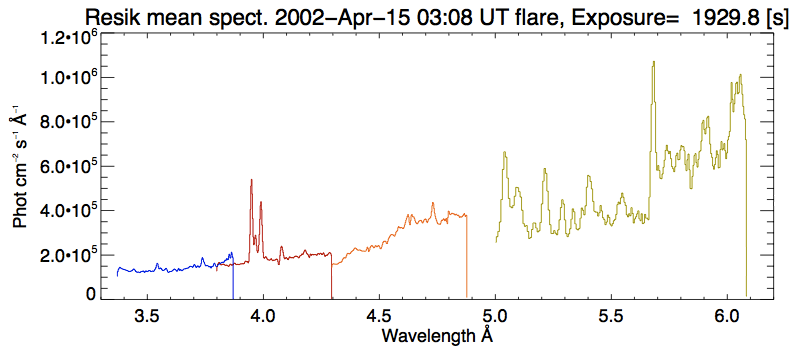 Resik mean spect. 2002-Apr-15 03:08 UT flare, Exposure= 1929.8 [s]
1.2•10⁶
1.0•10⁶
8.0•10⁵
6.0•10⁵
4.0•10⁵
2.0•10⁵
0
Phot cm⁻² s⁻¹ Å⁻¹
3.5 4.0 4.5 5.0 5.5 6.0
Wavelength Å